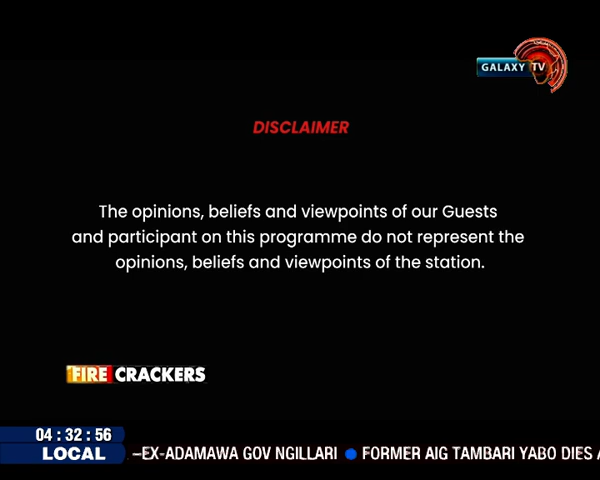 GALAXY TV
DISCLAIMER
The opinions, beliefs and viewpoints of our Guests
and participant on this programme do not represent the
opinions, beliefs and viewpoints of the station.
FIRE CRACKERS
04 : 32 : 56
LOCAL –EX-ADAMAWA GOV NGILLARI FORMER AIG TAMBARI YABO DIES A